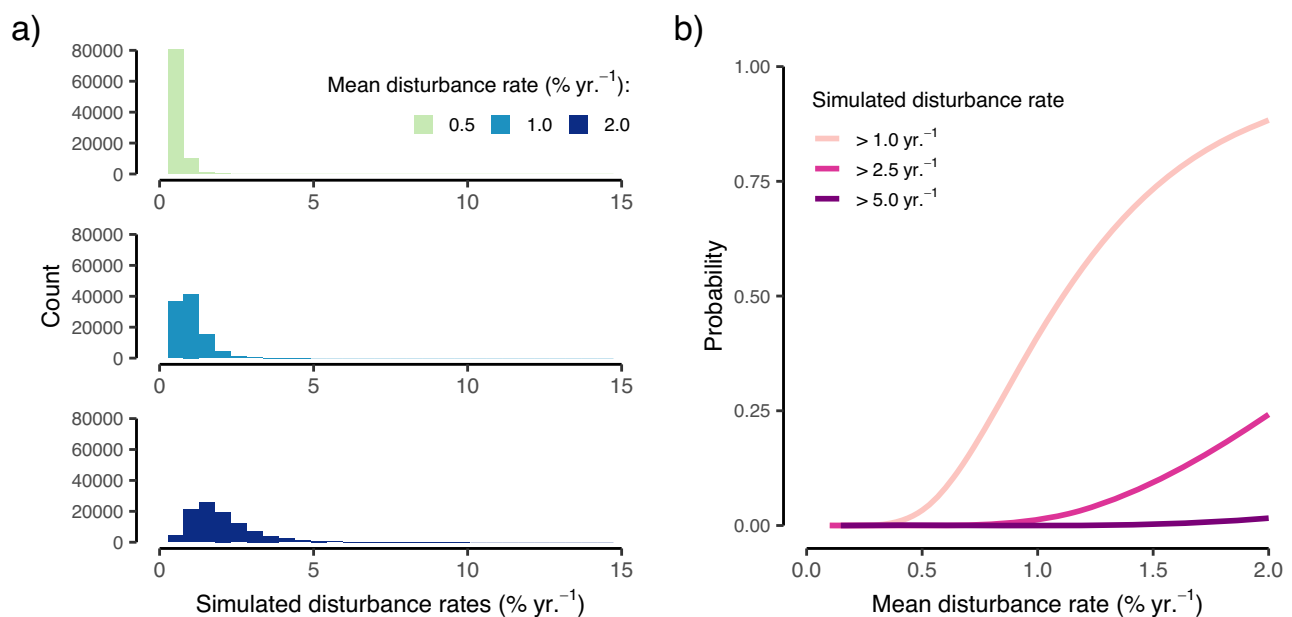 a)
80000
60000
40000
20000
0
Mean disturbance rate (% yr.⁻¹):
0.5 1.0 2.0
0 5 10 15
80000
60000
40000
20000
0
0 5 10 15
80000
60000
40000
20000
0
0 5 10 15
Count
Simulated disturbance rates (% yr.⁻¹)
b)
1.00
0.75
0.50
0.25
0.00
Probability
Simulated disturbance rate
> 1.0 yr.⁻¹
> 2.5 yr.⁻¹
> 5.0 yr.⁻¹
0.0 0.5 1.0 1.5 2.0
Mean disturbance rate (% yr.⁻¹)